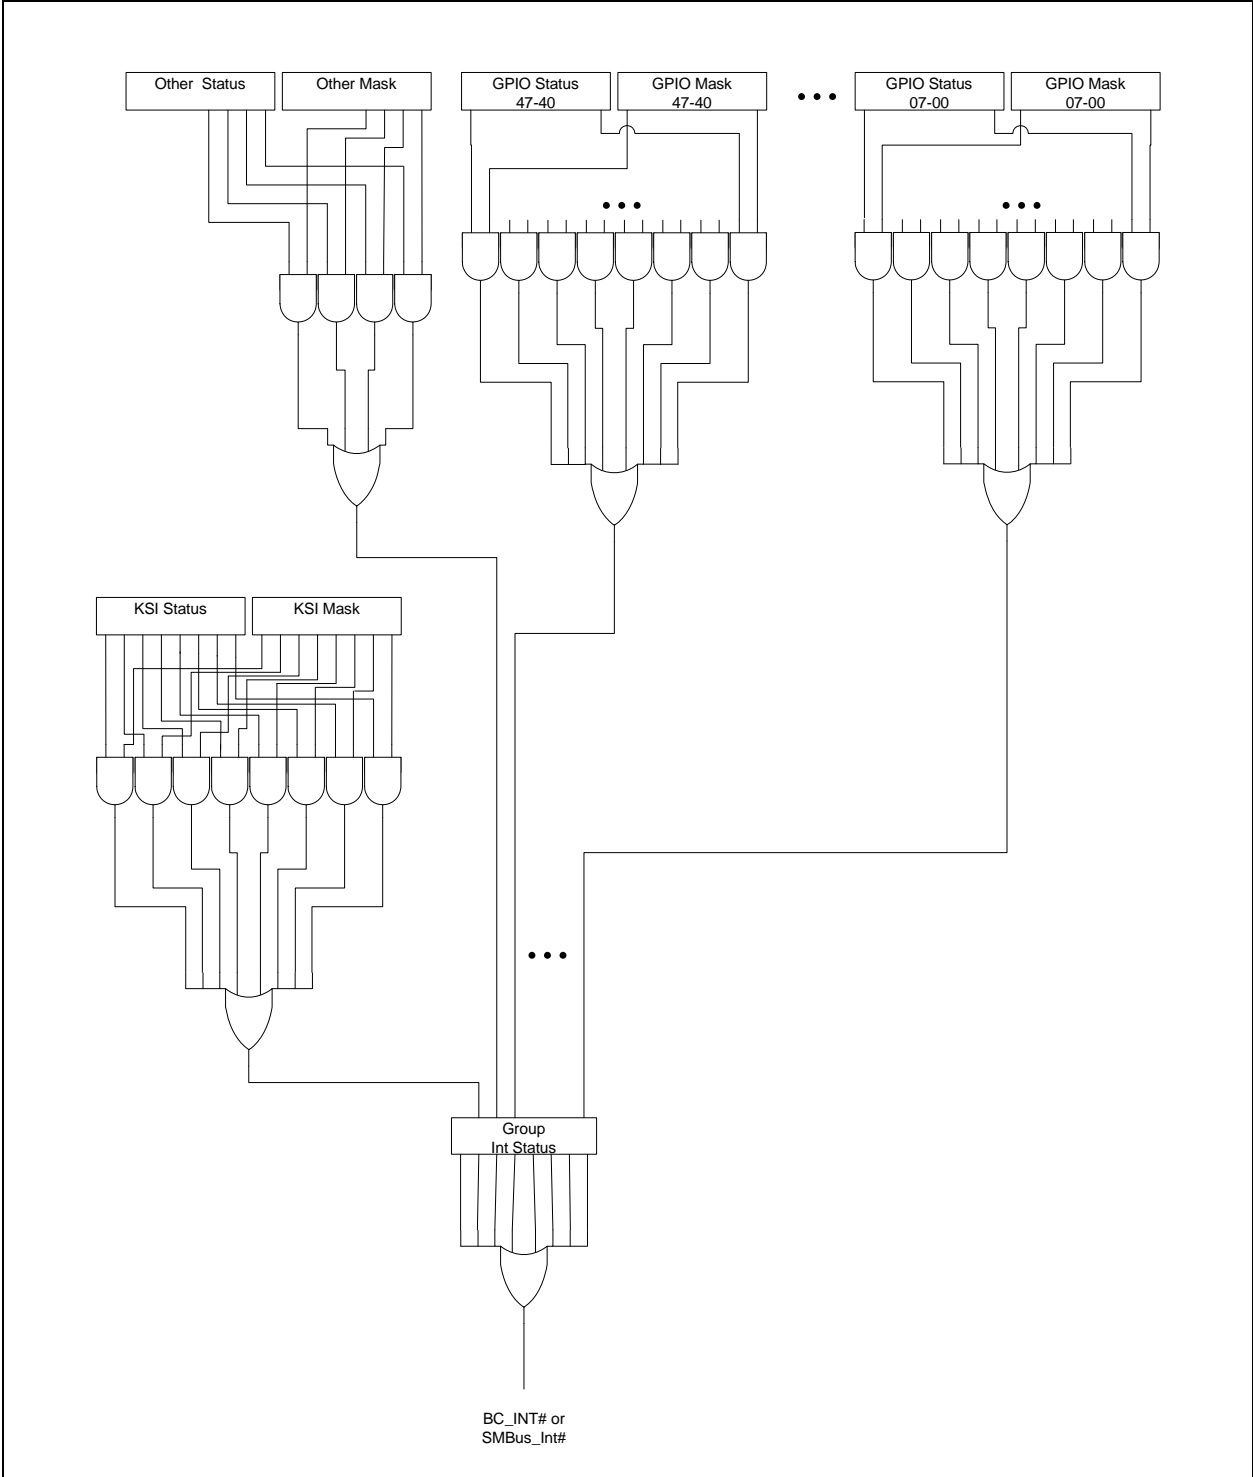 Other Status
Other Mask
GPIO Status
47-40
GPIO Mask
47-40
GPIO Status
07-00
GPIO Mask
07-00
KSI Status
KSI Mask
Group
Int Status
BC_INT# or
SMBus_Int#